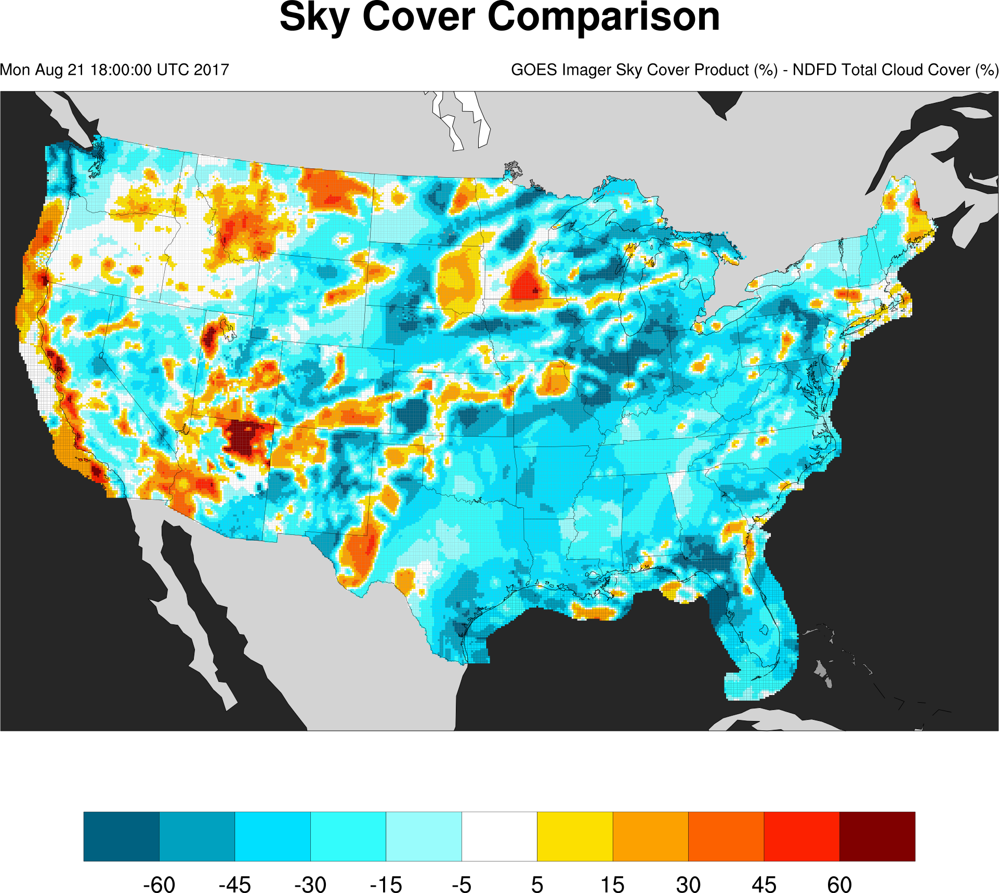 Sky Cover Comparison
Mon Aug 21 18:00:00 UTC 2017
GOES Imager Sky Cover Product (%) - NDFD Total Cloud Cover (%)
-60 -45 -30 -15 -5 5 15 30 45 60